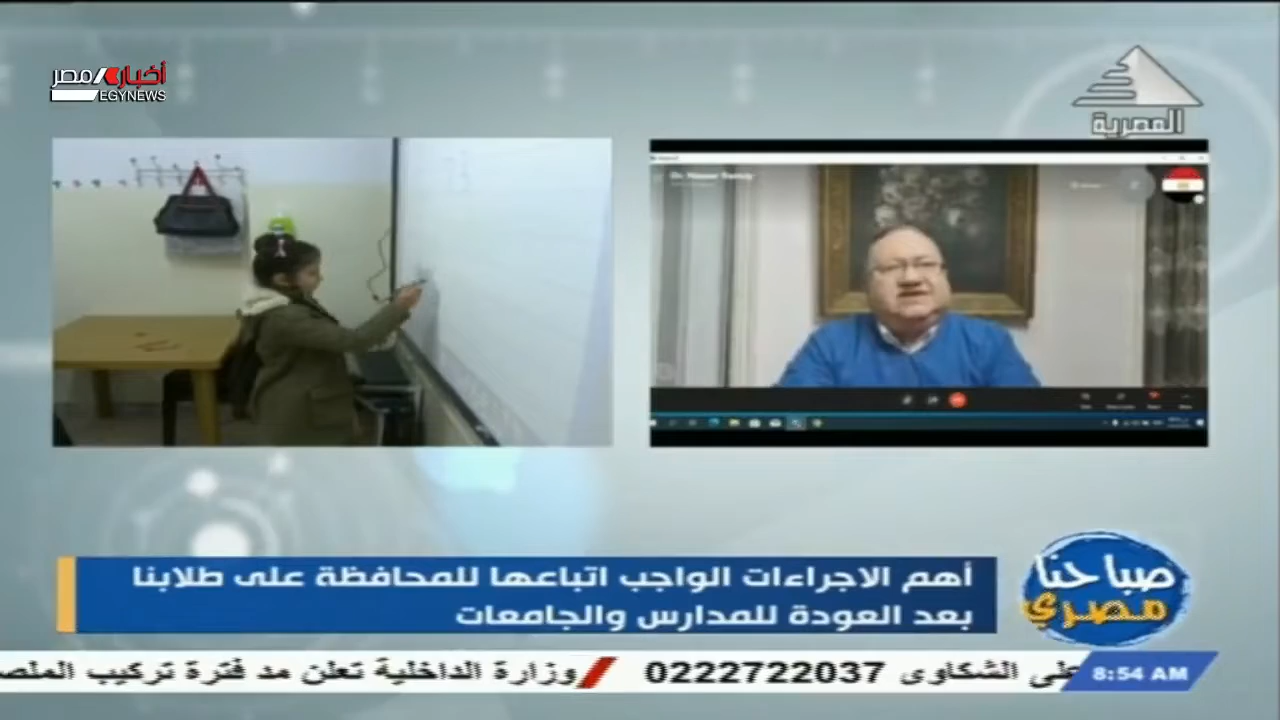 أخبار مصر
EGYNEWS
المصرية
صباحنا
مصري
أهم الاجراءات الواجب اتباعها للمحافظة على طلابنا
بعد العودة للمدارس والجامعات
8:54 AM
على الشكاوى 0222722037 وزارة الداخلية تعلن مد فترة تركيب الملص